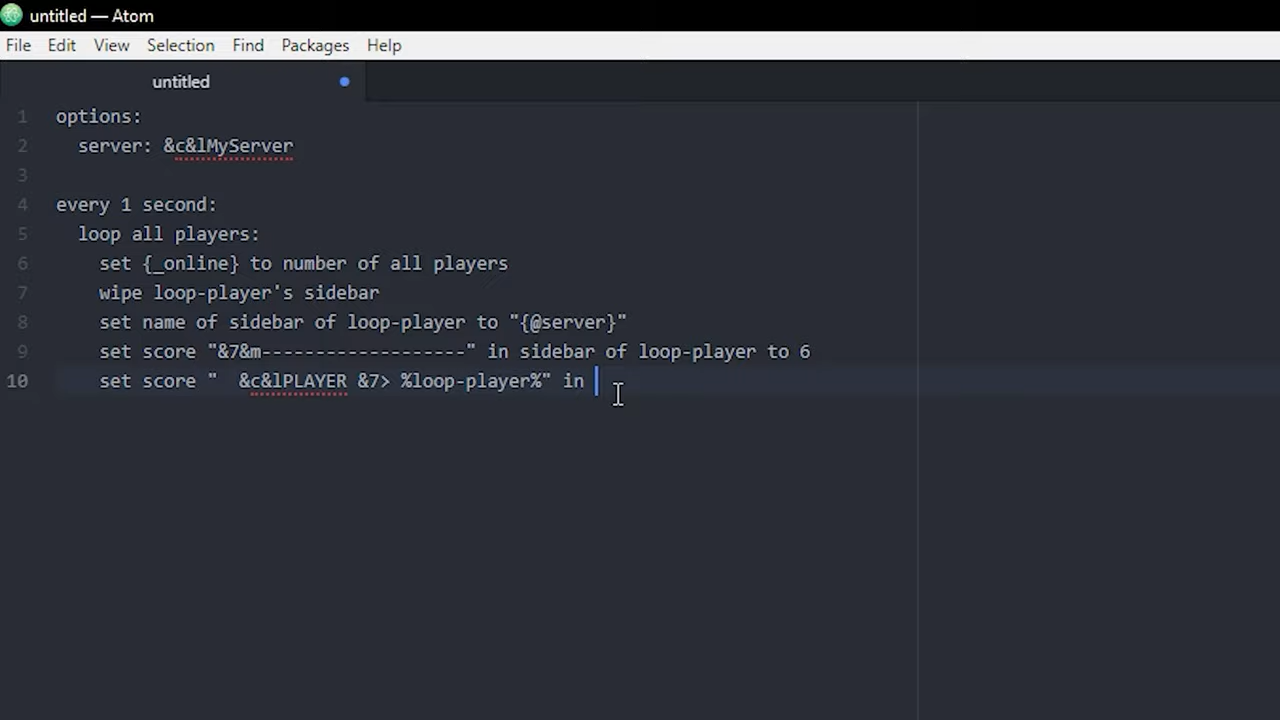 untitled — Atom
File Edit View Selection Find Packages Help
untitled
1 options:
2   server: &c&lMyServer
3
4 every 1 second:
5   loop all players:
6     set {_online} to number of all players
7     wipe loop-player's sidebar
8     set name of sidebar of loop-player to "{@server}"
9     set score "&7&m-------------------" in sidebar of loop-player to 6
10     set score "  &c&lPLAYER &7> %loop-player%" in